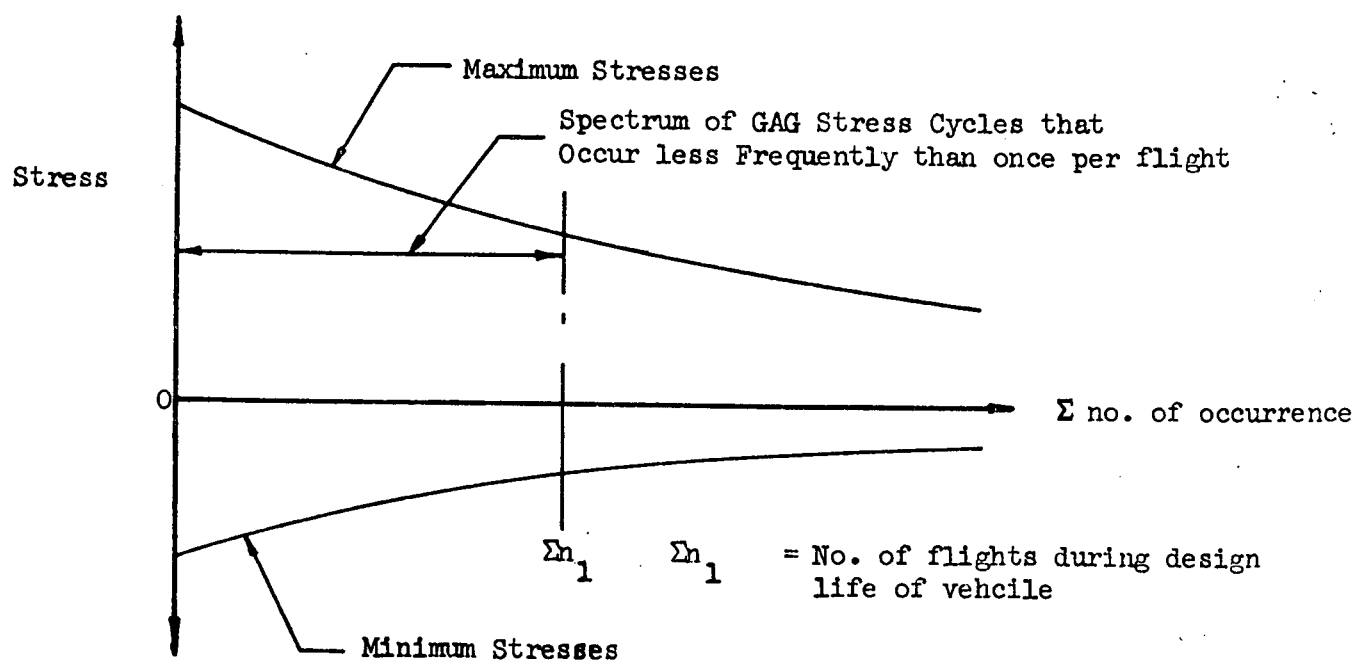 Maximum Stresses
Spectrum of GAG Stress Cycles that
Occur less Frequently than once per flight
Stress
0
Σ no. of occurrence
Σn1
Σn1 = No. of flights during design
life of vehcile
Minimum Stresses